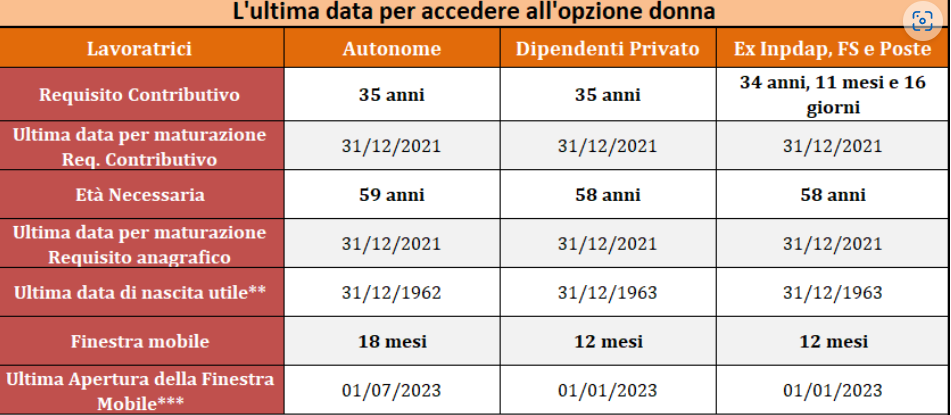 L'ultima data per accedere all'opzione donna
Lavoratrici Autonome Dipendenti Privato Ex Inpdap, FS e Poste
Requisito Contributivo 35 anni 35 anni 34 anni, 11 mesi e 16
giorni
Ultima data per maturazione
Req. Contributivo 31/12/2021 31/12/2021 31/12/2021
Età Necessaria 59 anni 58 anni 58 anni
Ultima data per maturazione
Requisito anagrafico 31/12/2021 31/12/2021 31/12/2021
Ultima data di nascita utile** 31/12/1962 31/12/1963 31/12/1963
Finestra mobile 18 mesi 12 mesi 12 mesi
Ultima Apertura della Finestra
Mobile*** 01/07/2023 01/01/2023 01/01/2023